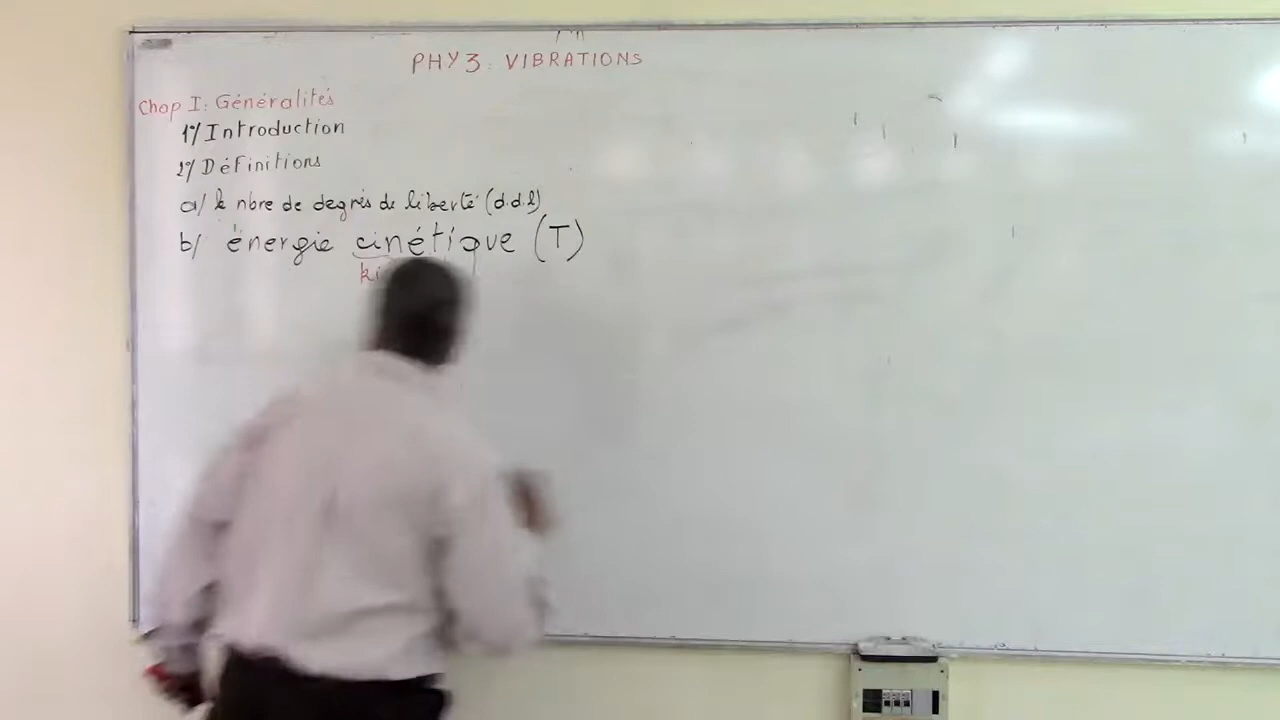 PHY3: VIBRATIONS
Chap I: Généralités
1°/ Introduction
2°/ Définitions
a/ le nbre de degrés de liberté (d.d.l)
b/ énergie cinétique (T)